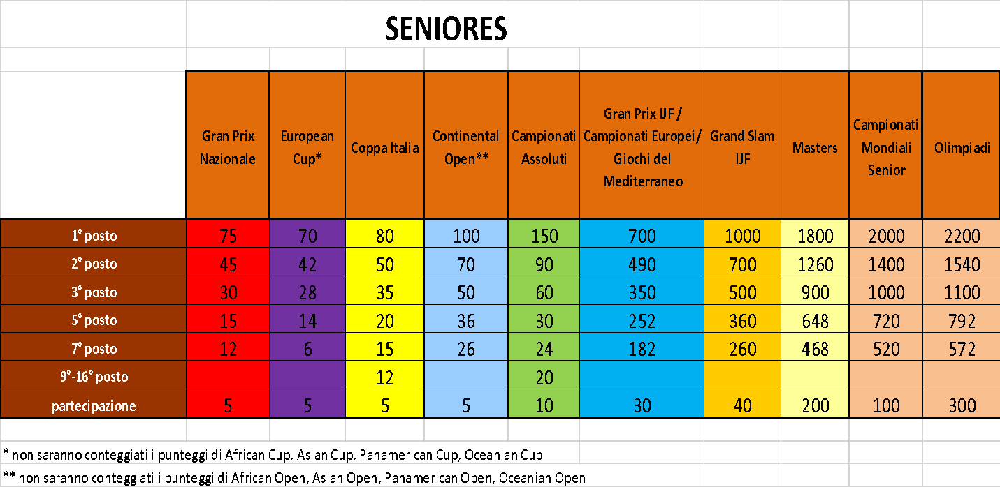 SENIORES
Gran Prix Nazionale European Cup* Coppa Italia Continental Open** Campionati Assoluti Gran Prix IJF / Campionati Europei/ Giochi del Mediterraneo Grand Slam IJF Masters Campionati Mondiali Senior Olimpiadi
1° posto 75 70 80 100 150 700 1000 1800 2000 2200
2° posto 45 42 50 70 90 490 700 1260 1400 1540
3° posto 30 28 35 50 60 350 500 900 1000 1100
5° posto 15 14 20 36 30 252 360 648 720 792
7° posto 12 6 15 26 24 182 260 468 520 572
9°-16° posto 12 20
partecipazione 5 5 5 5 10 30 40 200 100 300
* non saranno conteggiati i punteggi di African Cup, Asian Cup, Panamerican Cup, Oceanian Cup
** non saranno conteggiati i punteggi di African Open, Asian Open, Panamerican Open, Oceanian Open